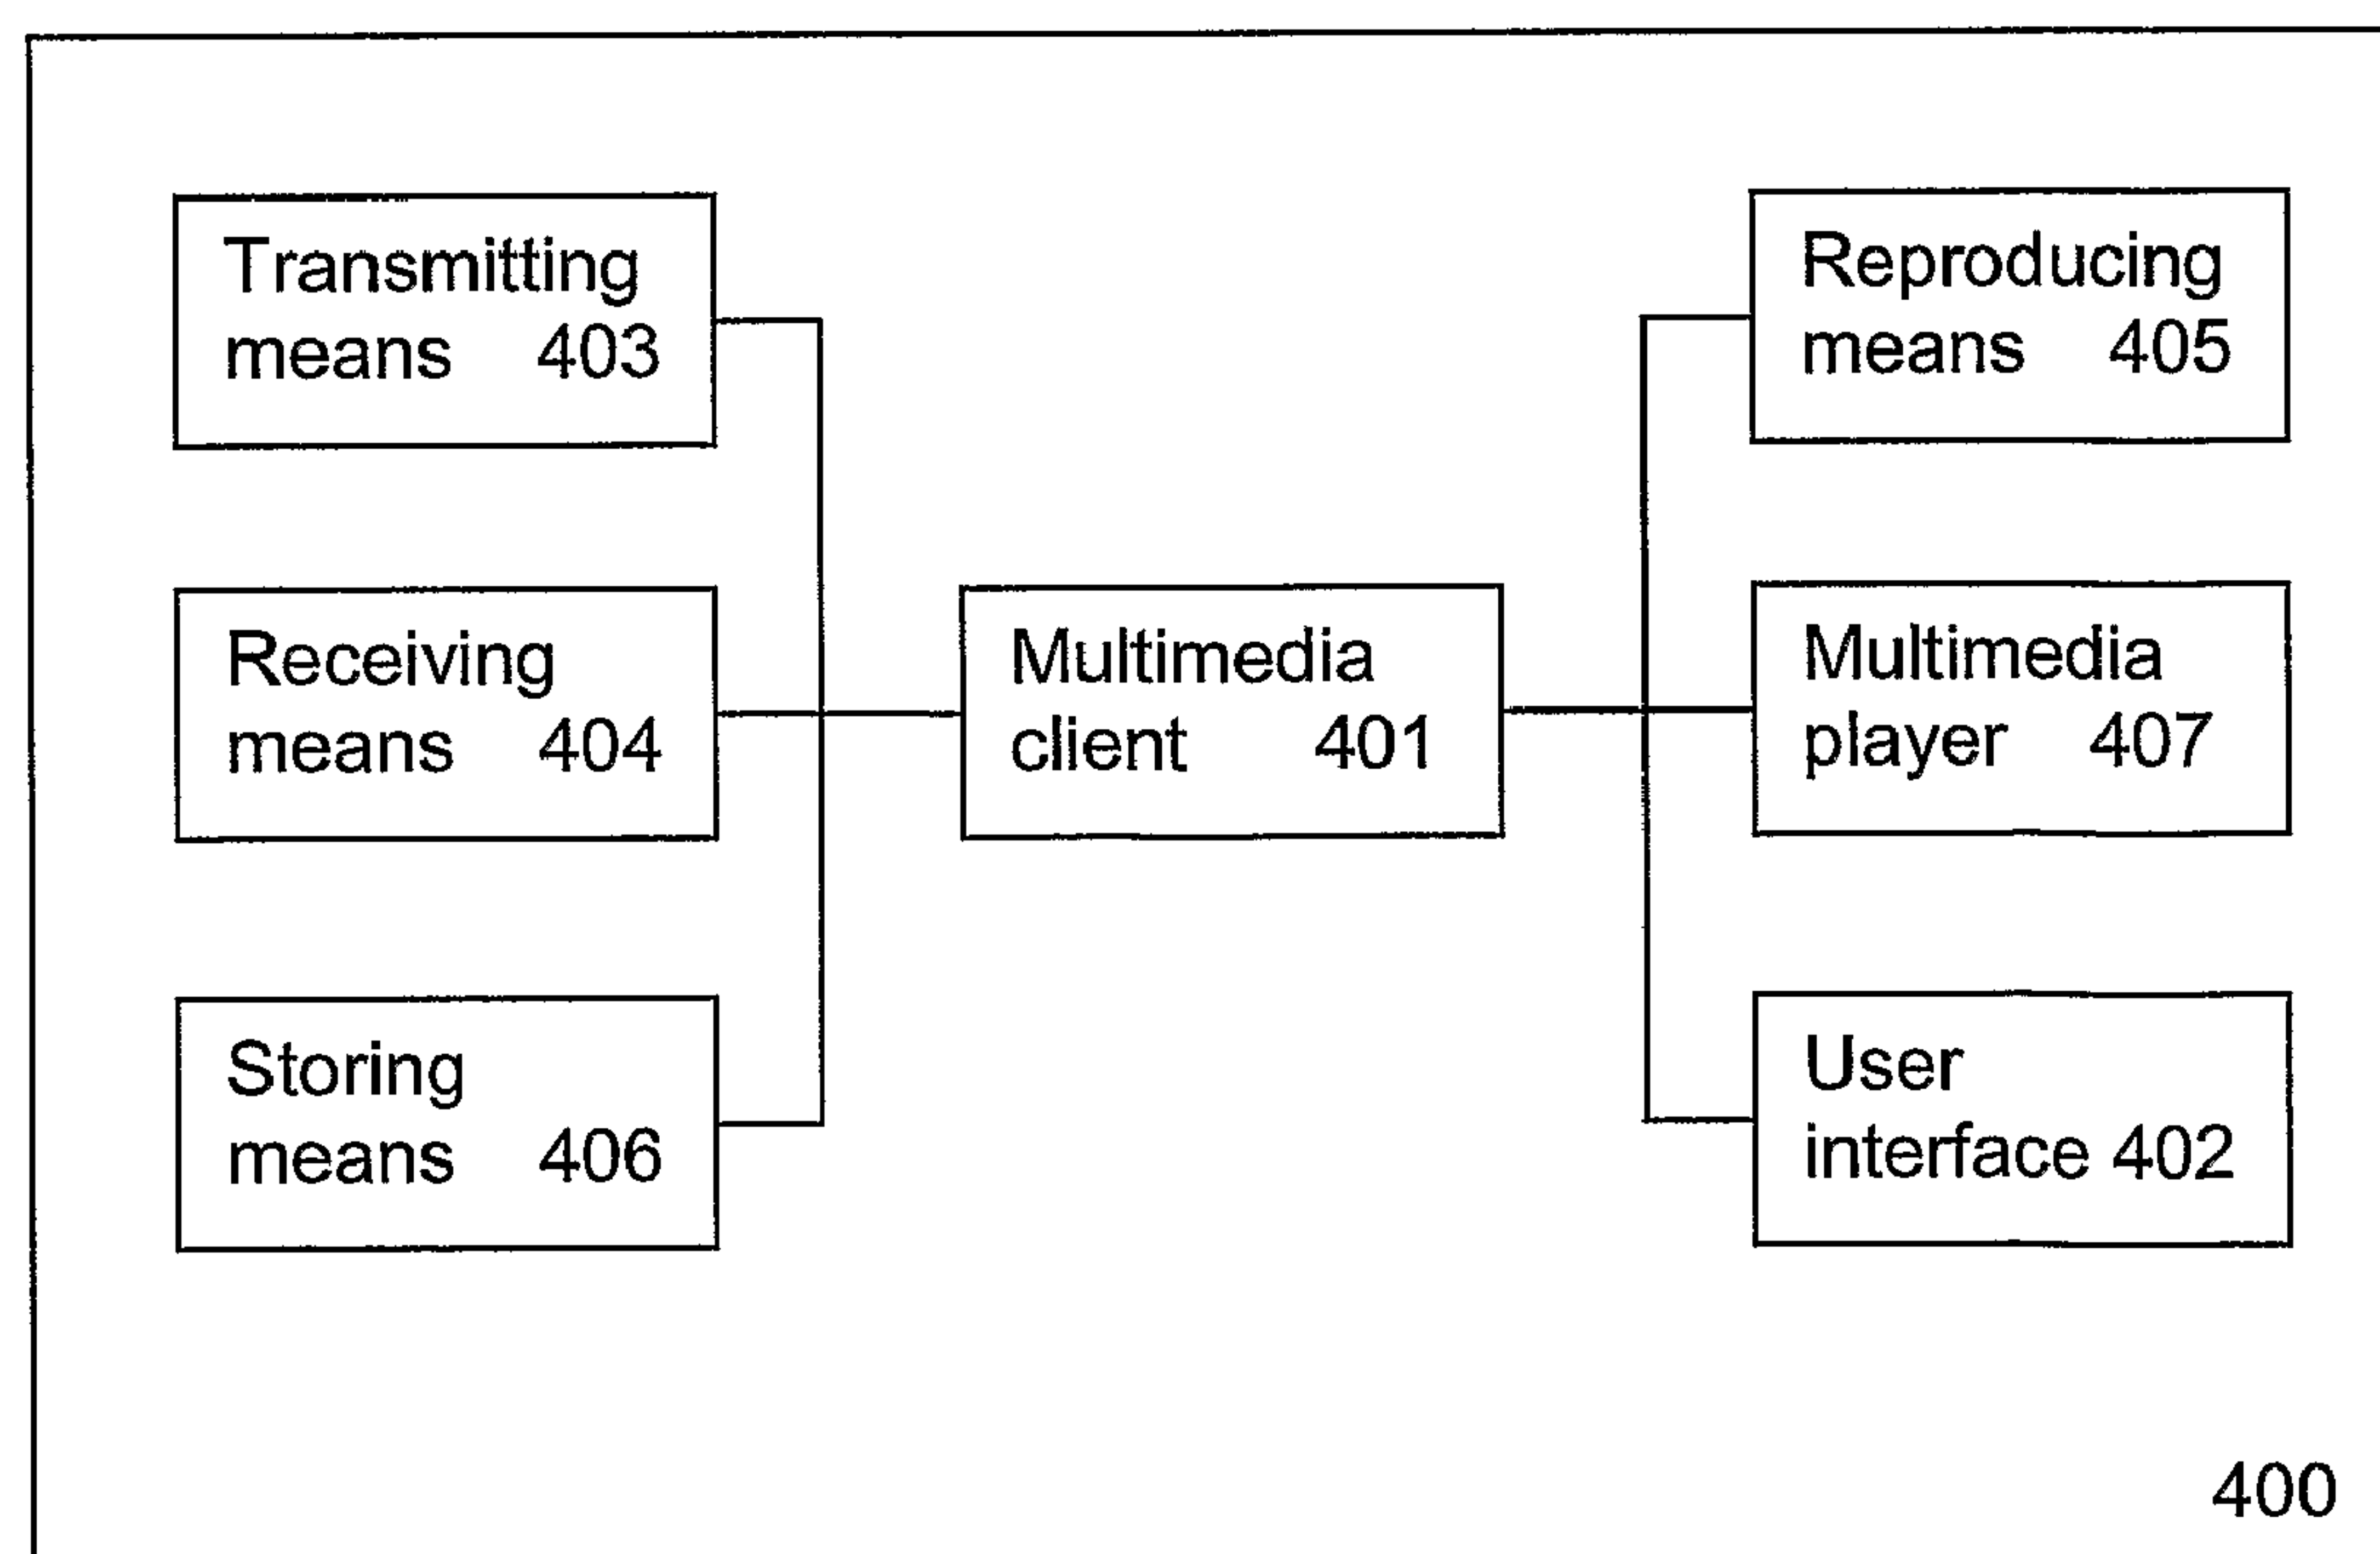 Transmitting
means 403
Receiving
means 404
Storing
means 406
Multimedia
client 401
Reproducing
means 405
Multimedia
player 407
User
interface 402
400